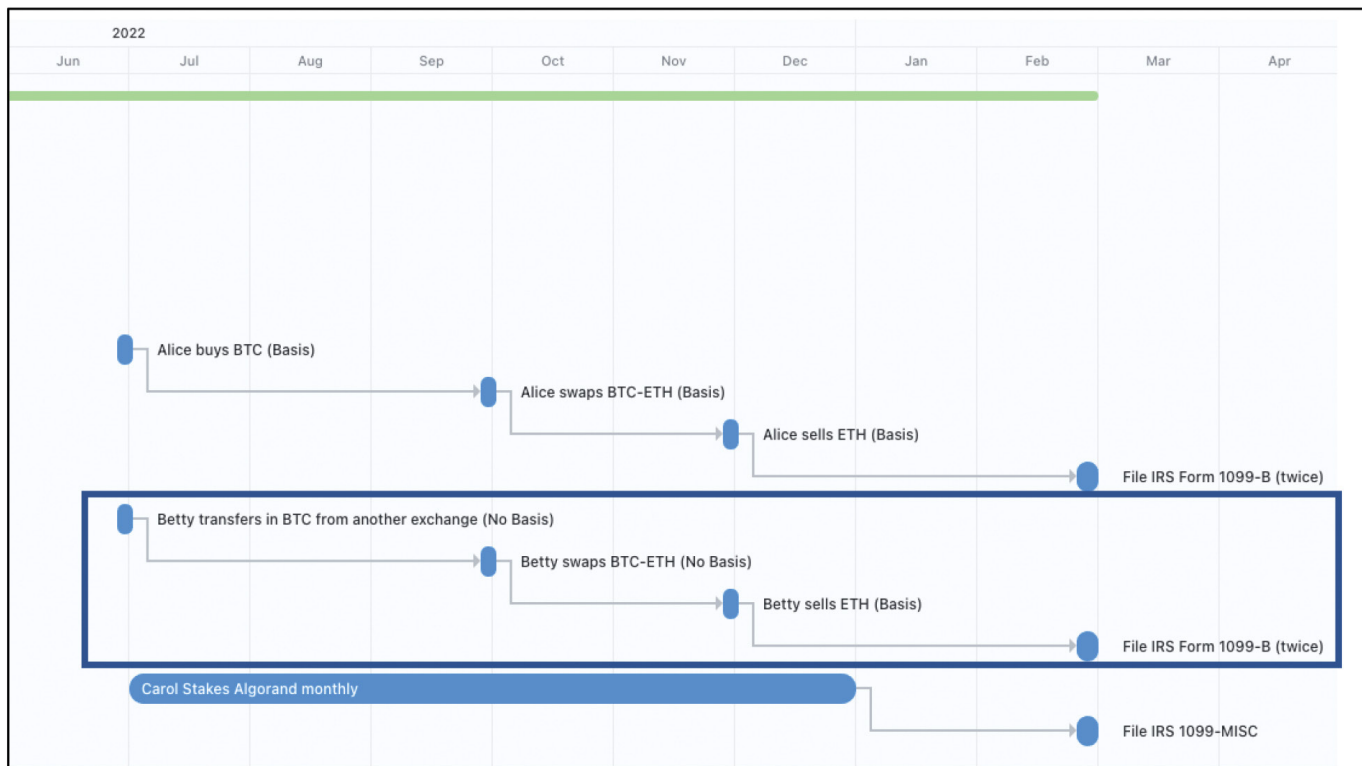 2022
Jun Jul Aug Sep Oct Nov Dec Jan Feb Mar Apr
Alice buys BTC (Basis)
Alice swaps BTC-ETH (Basis)
Alice sells ETH (Basis)
File IRS Form 1099-B (twice)
Betty transfers in BTC from another exchange (No Basis)
Betty swaps BTC-ETH (No Basis)
Betty sells ETH (Basis)
File IRS Form 1099-B (twice)
Carol Stakes Algorand monthly
File IRS 1099-MISC